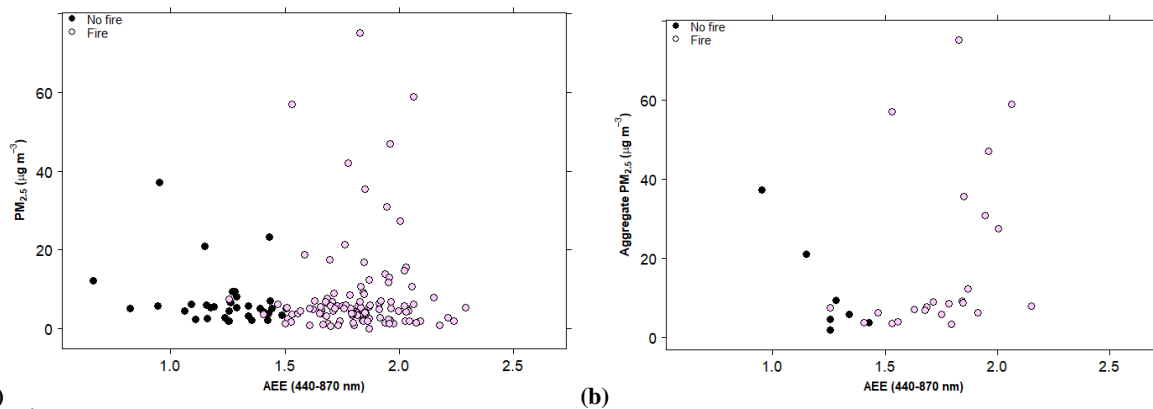 No fire
Fire
60
40
20
0
PM2.5 (µg m−3)
1.0 1.5 2.0 2.5
AEE (440-870 nm)
)
No fire
Fire
60
40
20
0
Aggregate PM2.5 (µg m−3)
1.0 1.5 2.0 2.5
AEE (440-870 nm)
(b)